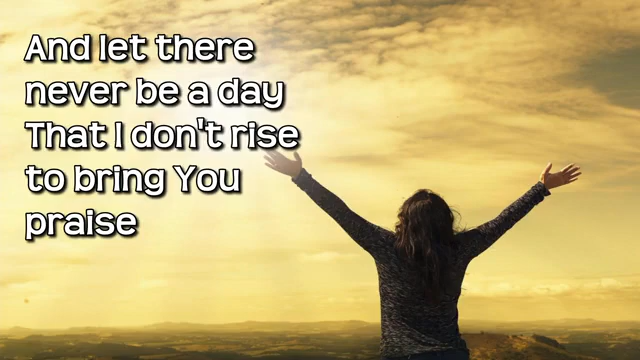 And let there
never be a day
That I don't rise
to bring You
praise